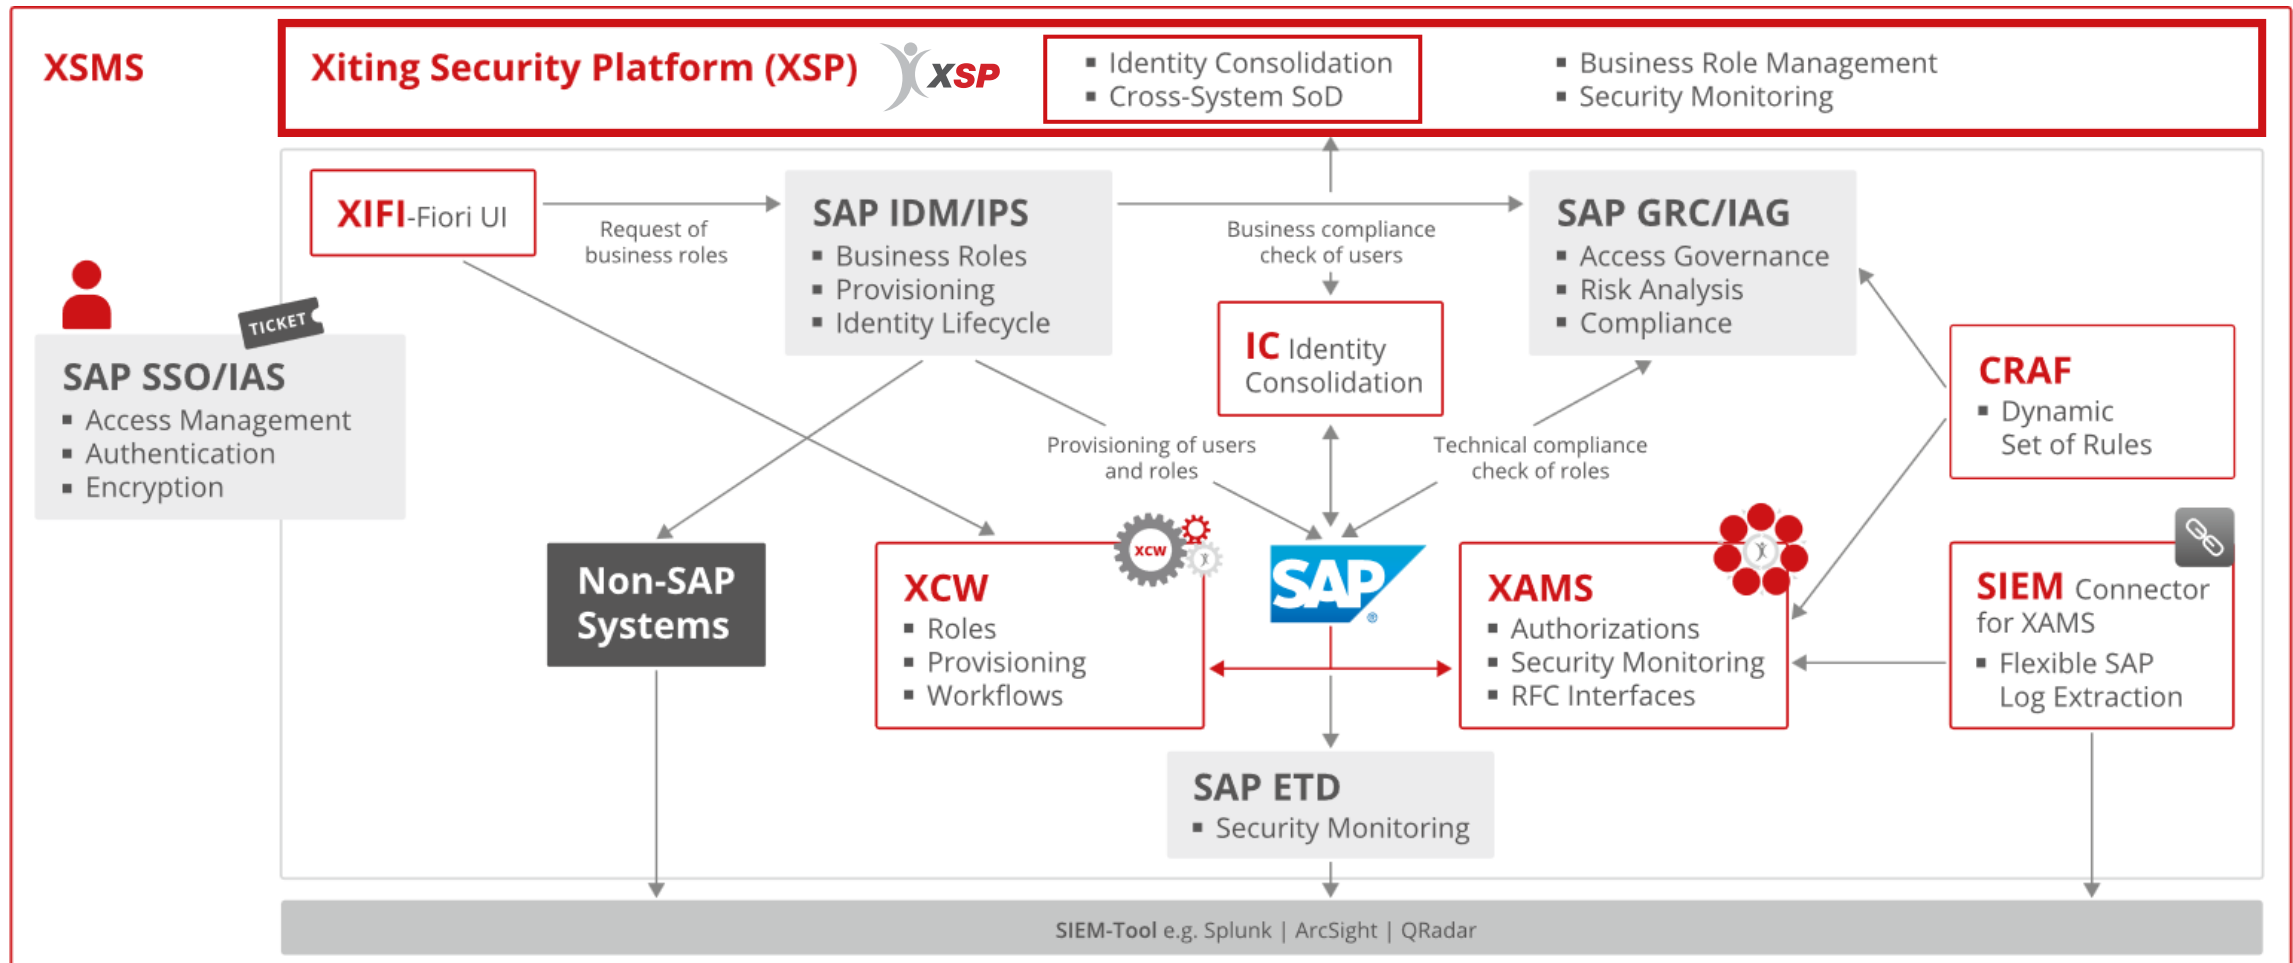 XSMS
Xiting Security Platform (XSP)
XSP
▪ Identity Consolidation
▪ Cross-System SoD
▪ Business Role Management
▪ Security Monitoring
XIFI-Fiori UI
Request of
business roles
SAP IDM/IPS
▪ Business Roles
▪ Provisioning
▪ Identity Lifecycle
Business compliance
check of users
SAP GRC/IAG
▪ Access Governance
▪ Risk Analysis
▪ Compliance
TICKET
SAP SSO/IAS
▪ Access Management
▪ Authentication
▪ Encryption
IC Identity
Consolidation
CRAF
▪ Dynamic
Set of Rules
Provisioning of users
and roles
Technical compliance
check of roles
Non-SAP
Systems
XCW
XCW
▪ Roles
▪ Provisioning
▪ Workflows
SAP®
XAMS
▪ Authorizations
▪ Security Monitoring
▪ RFC Interfaces
SIEM Connector
for XAMS
▪ Flexible SAP
Log Extraction
SAP ETD
▪ Security Monitoring
SIEM-Tool e.g. Splunk | ArcSight | QRadar